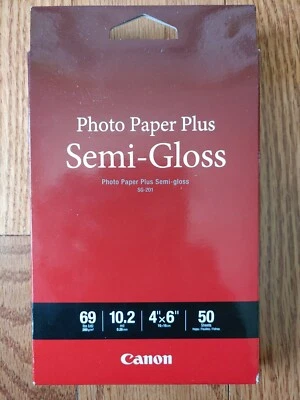 Photo Paper Plus
Semi-Gloss
Photo Paper Plus Semi-gloss
SG-201
69 10.2 4"x6" 50
Canon